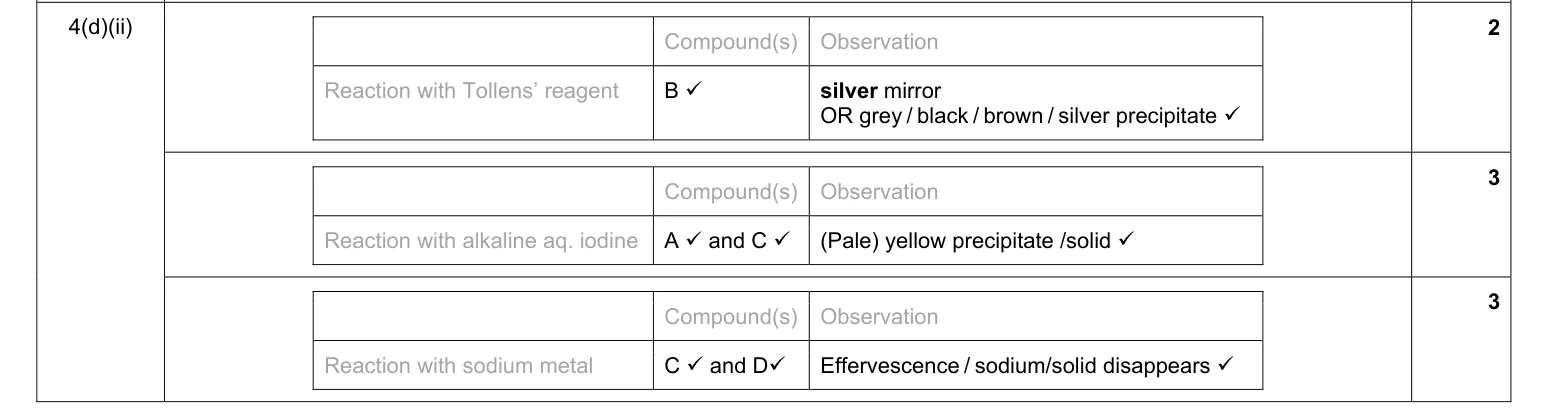 4(d)(ii)
Compound(s) Observation
2
Reaction with Tollens’ reagent B ✓ silver mirror
OR grey / black / brown / silver precipitate ✓
Compound(s) Observation
3
Reaction with alkaline aq. iodine A ✓ and C ✓ (Pale) yellow precipitate /solid ✓
Compound(s) Observation
3
Reaction with sodium metal C ✓ and D✓ Effervescence / sodium/solid disappears ✓